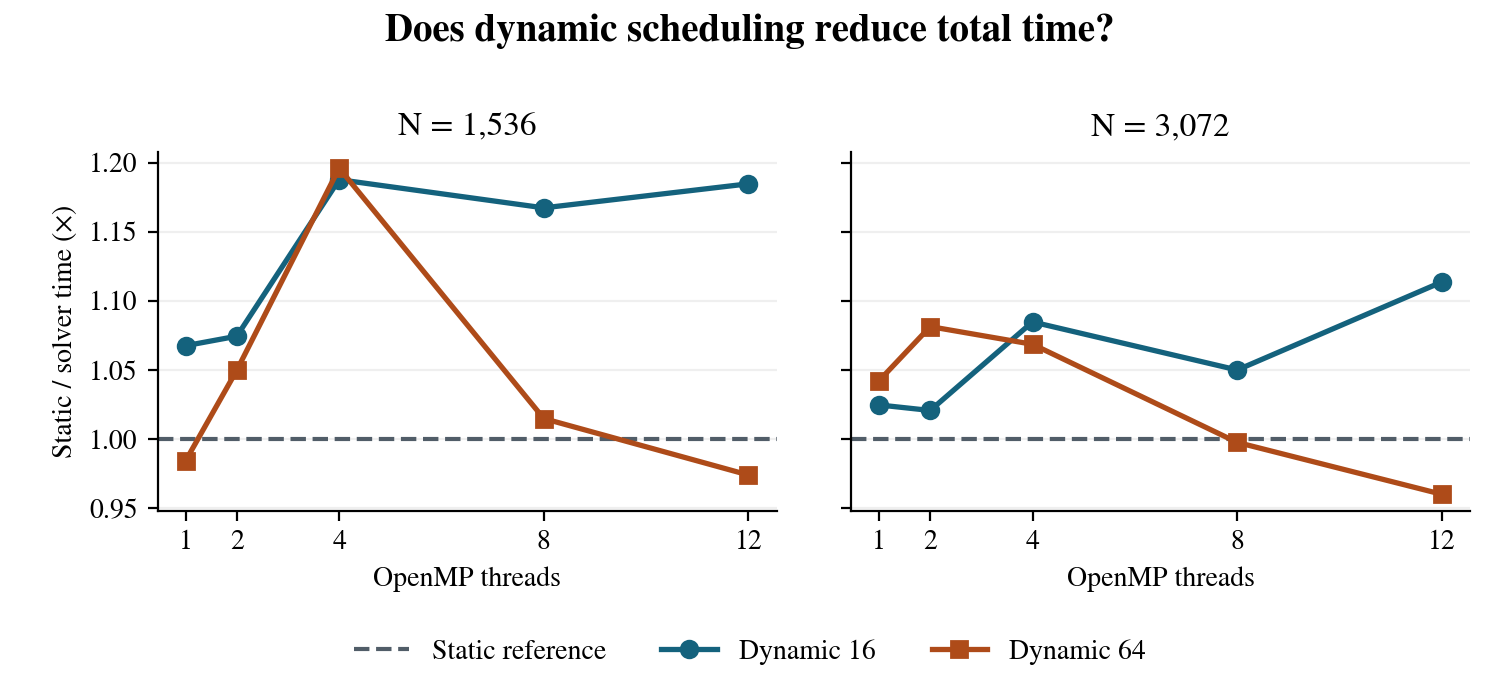 Does dynamic scheduling reduce total time?
N = 1,536
N = 3,072
Static / solver time (×)
1.20
1.15
1.10
1.05
1.00
0.95
1 2 4 8 12
1 2 4 8 12
OpenMP threads
OpenMP threads
Static reference
Dynamic 16
Dynamic 64